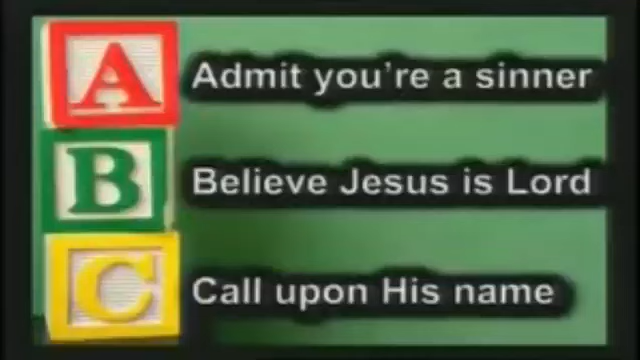 A Admit you're a sinner
B Believe Jesus is Lord
C Call upon His name